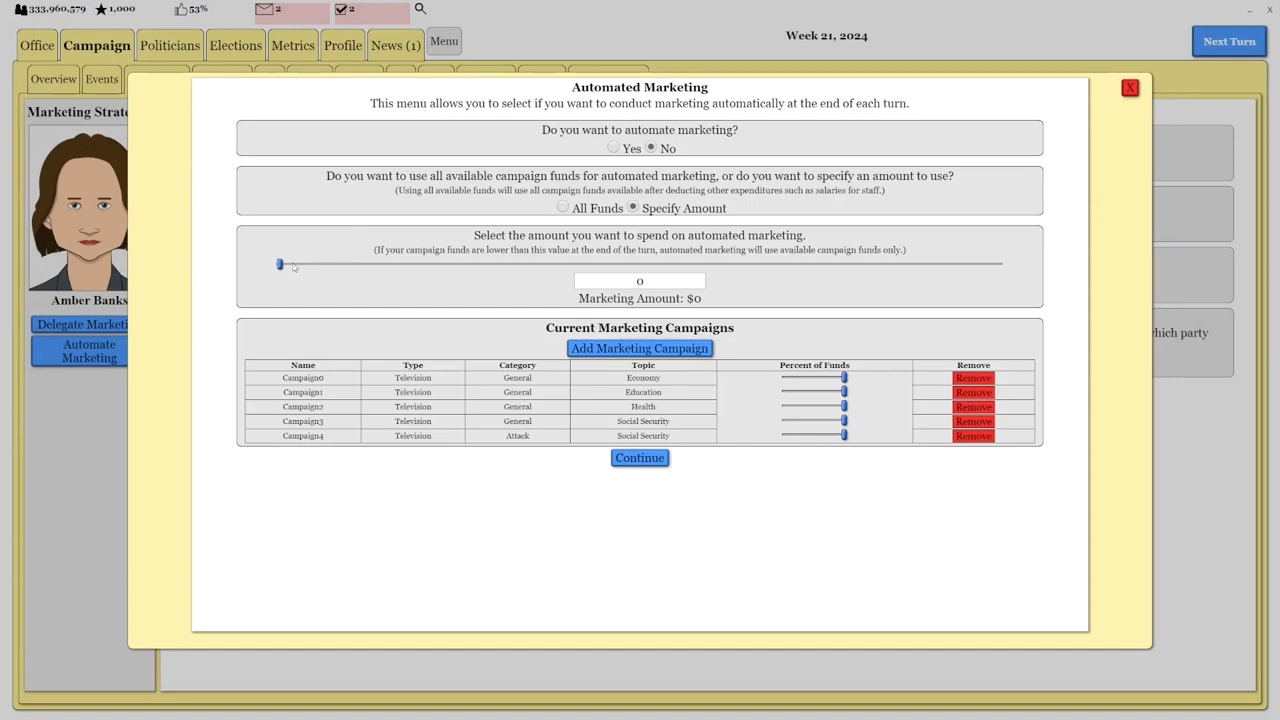 333,960,579 1,000 53% 2 2
Office Campaign Politicians Elections Metrics Profile News (1) Menu
Week 21, 2024
Next Turn
Overview Events
Marketing Strate
Amber Banks
Delegate Marketi
Automate
Marketing
X
Automated Marketing
This menu allows you to select if you want to conduct marketing automatically at the end of each turn.
Do you want to automate marketing?
Yes No
Do you want to use all available campaign funds for automated marketing, or do you want to specify an amount to use?
(Using all available funds will use all campaign funds available after deducting other expenditures such as salaries for staff.)
All Funds Specify Amount
Select the amount you want to spend on automated marketing.
(If your campaign funds are lower than this value at the end of the turn, automated marketing will use available campaign funds only.)
0
Marketing Amount: $0
Current Marketing Campaigns
Add Marketing Campaign
Name Type Category Topic Percent of Funds Remove
Campaign0 Television General Economy Remove
Campaign1 Television General Education Remove
Campaign2 Television General Health Remove
Campaign3 Television General Social Security Remove
Campaign4 Television Attack Social Security Remove
Continue
which party